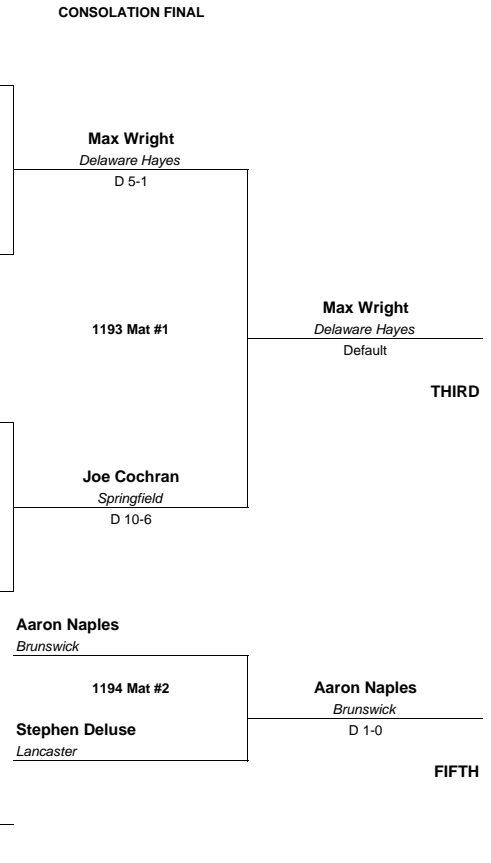 CONSOLATION FINAL
Max Wright
Delaware Hayes
D 5-1
1193 Mat #1
Max Wright
Delaware Hayes
Default
THIRD
Joe Cochran
Springfield
D 10-6
Aaron Naples
Brunswick
1194 Mat #2
Stephen Deluse
Lancaster
Aaron Naples
Brunswick
D 1-0
FIFTH